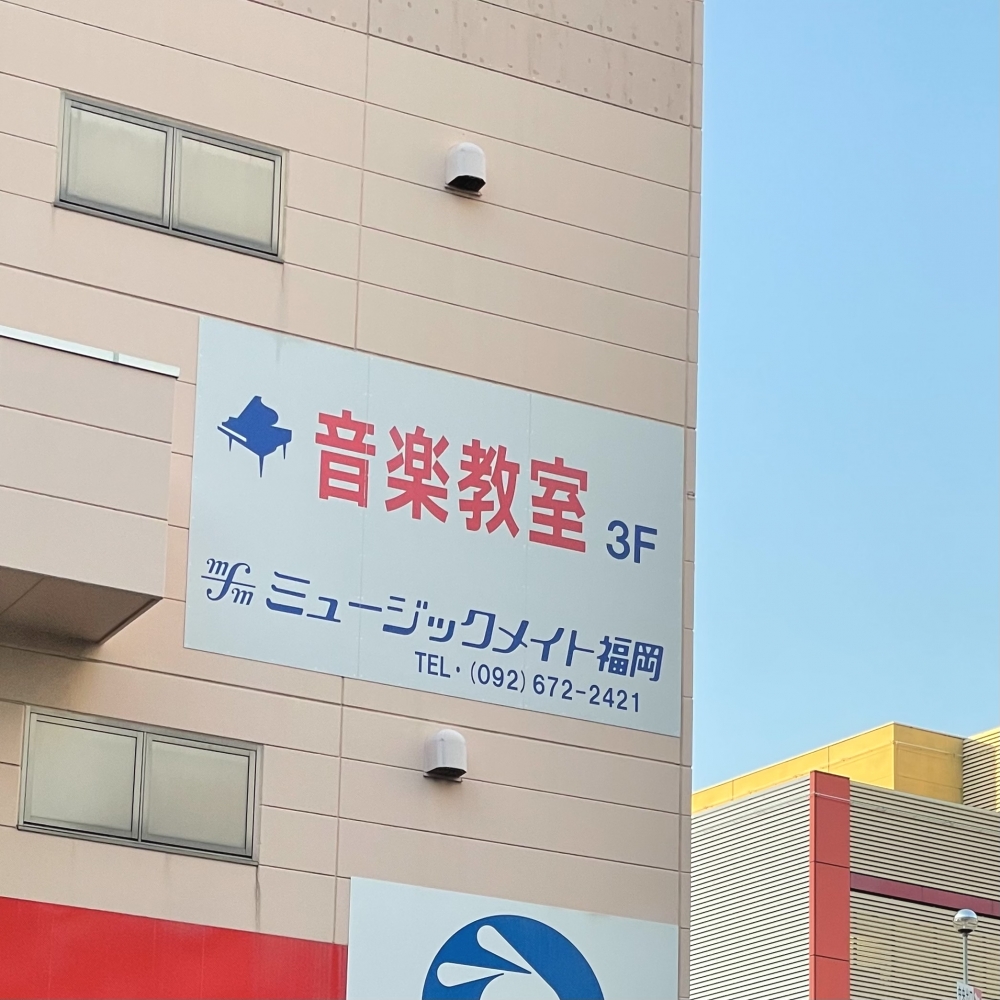 音楽教室 3F
mfm ミュージックメイト福岡
TEL・(092)672-2421